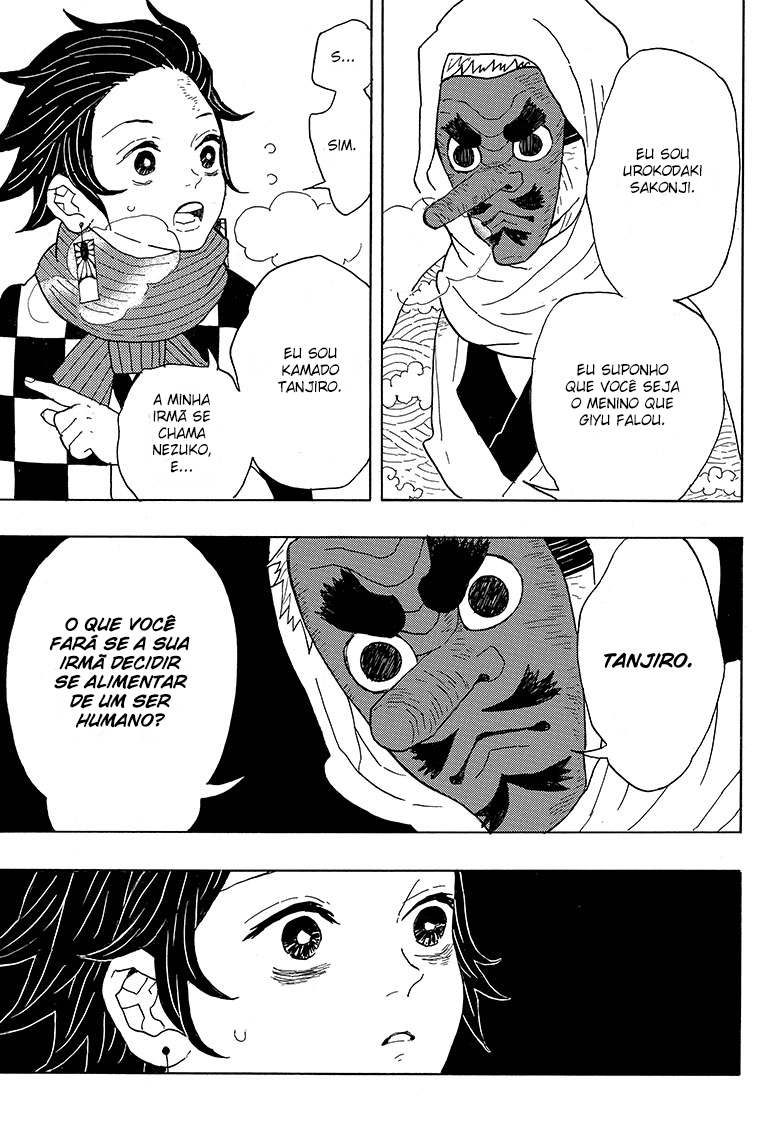 EU SOU
UROKODAKI
SAKONJI.
EU SUPONHO
QUE VOCÊ SEJA
O MENINO QUE
GIYU FALOU.
S...
SIM.
EU SOU
KAMADO
TANJIRO.
A MINHA
IRMÃ SE
CHAMA
NEZUKO,
E...
TANJIRO.
O QUE VOCÊ
FARÁ SE A SUA
IRMÃ DECIDIR
SE ALIMENTAR
DE UM SER
HUMANO?